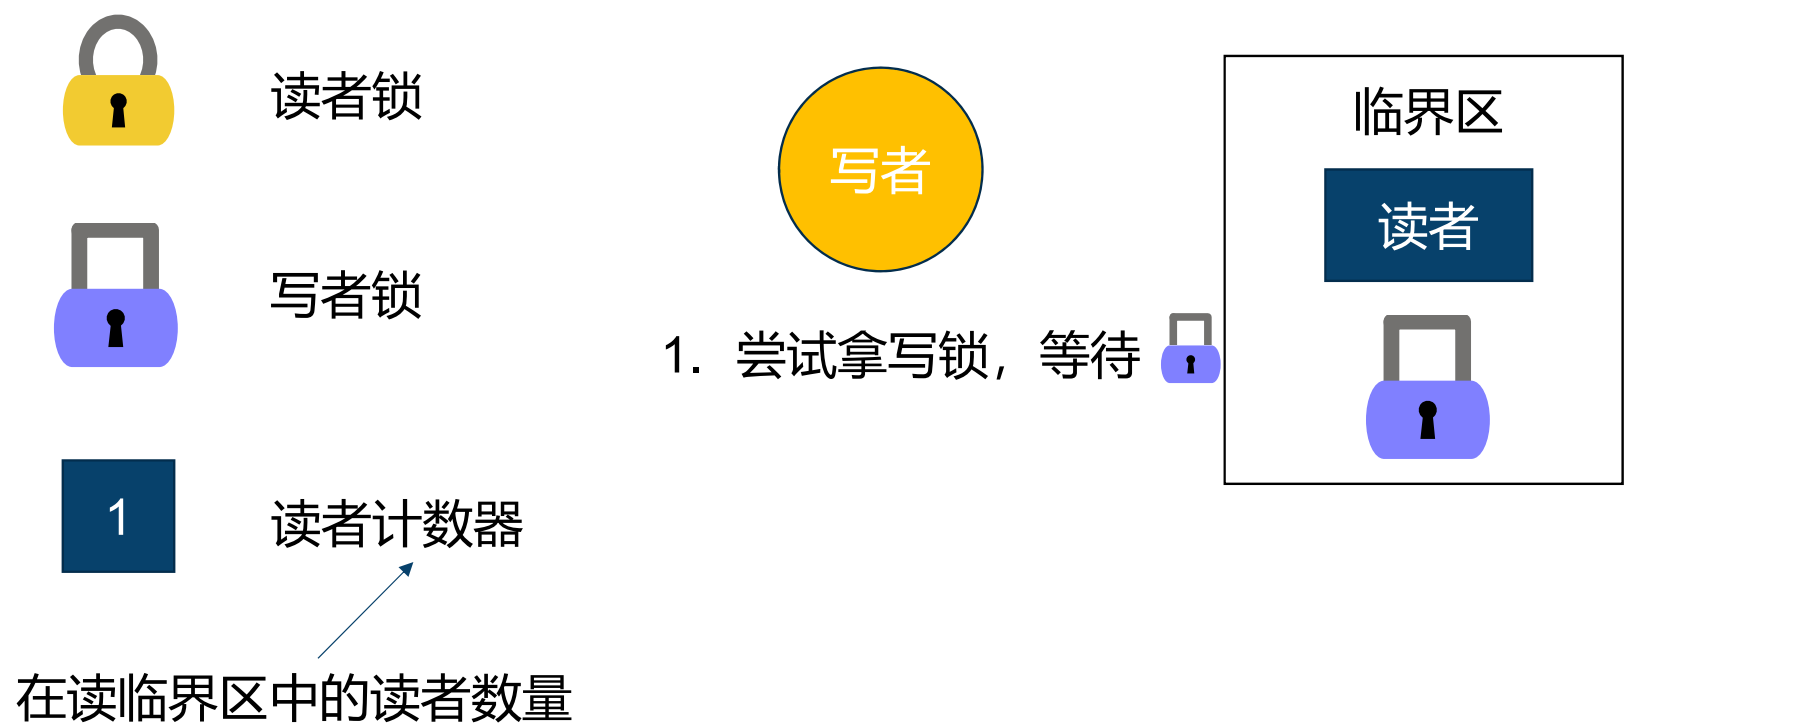 读者锁
写者锁
1
读者计数器
在读临界区中的读者数量
写者
1. 尝试拿写锁，等待
临界区
读者